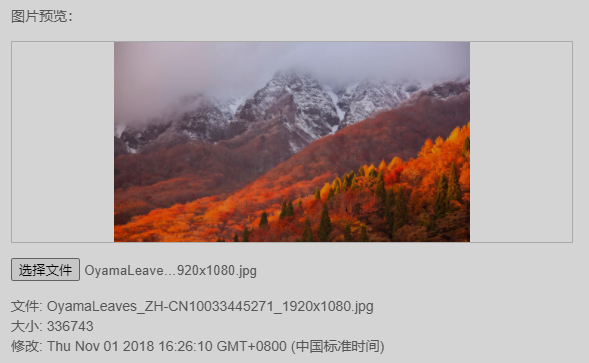 图片预览：
选择文件 OyamaLeave...920x1080.jpg
文件: OyamaLeaves_ZH-CN10033445271_1920x1080.jpg
大小: 336743
修改: Thu Nov 01 2018 16:26:10 GMT+0800 (中国标准时间)